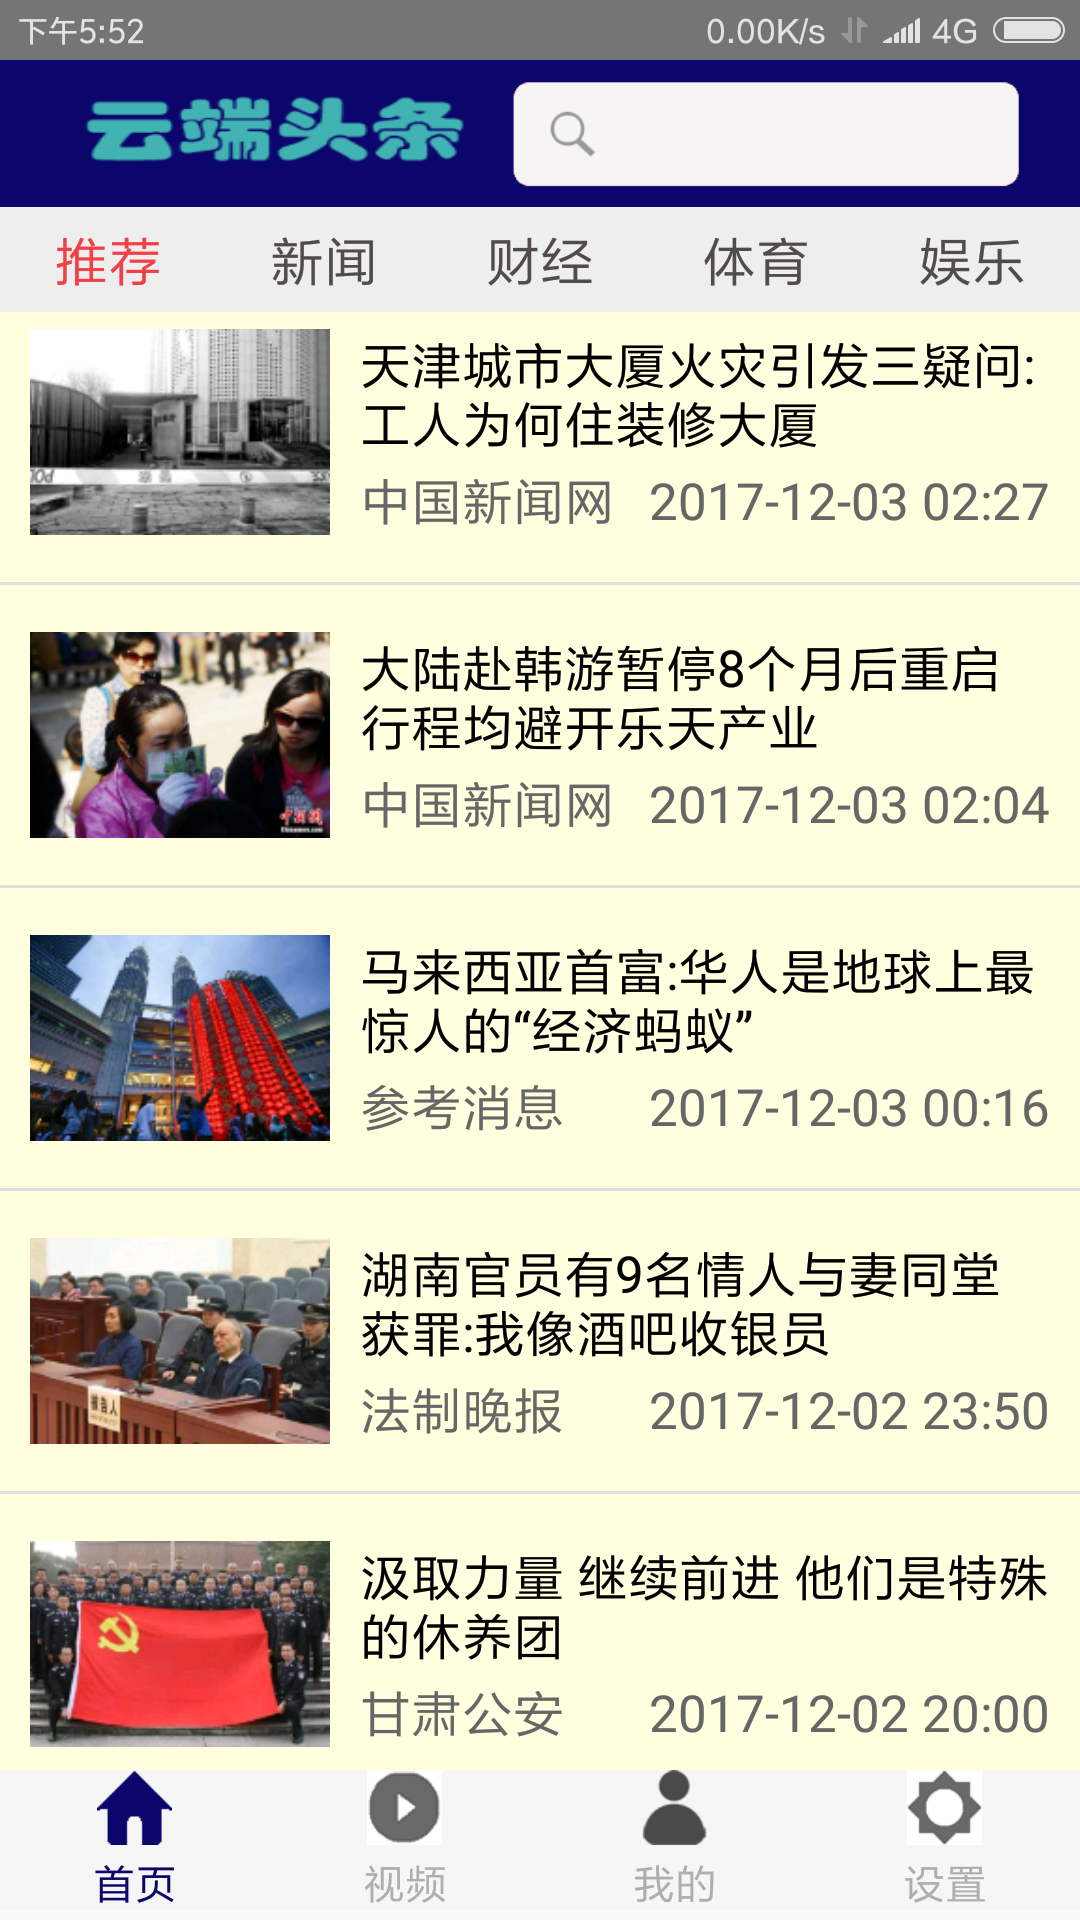 下午5:52
0.00K/s 4G
云端头条
推荐 新闻 财经 体育 娱乐
天津城市大厦火灾引发三疑问:
工人为何住装修大厦
中国新闻网 2017-12-03 02:27
大陆赴韩游暂停8个月后重启
行程均避开乐天产业
中国新闻网 2017-12-03 02:04
马来西亚首富:华人是地球上最
惊人的“经济蚂蚁”
参考消息 2017-12-03 00:16
湖南官员有9名情人与妻同堂
获罪:我像酒吧收银员
被告人
法制晚报 2017-12-02 23:50
汲取力量 继续前进 他们是特殊
的休养团
甘肃公安 2017-12-02 20:00
首页 视频 我的 设置